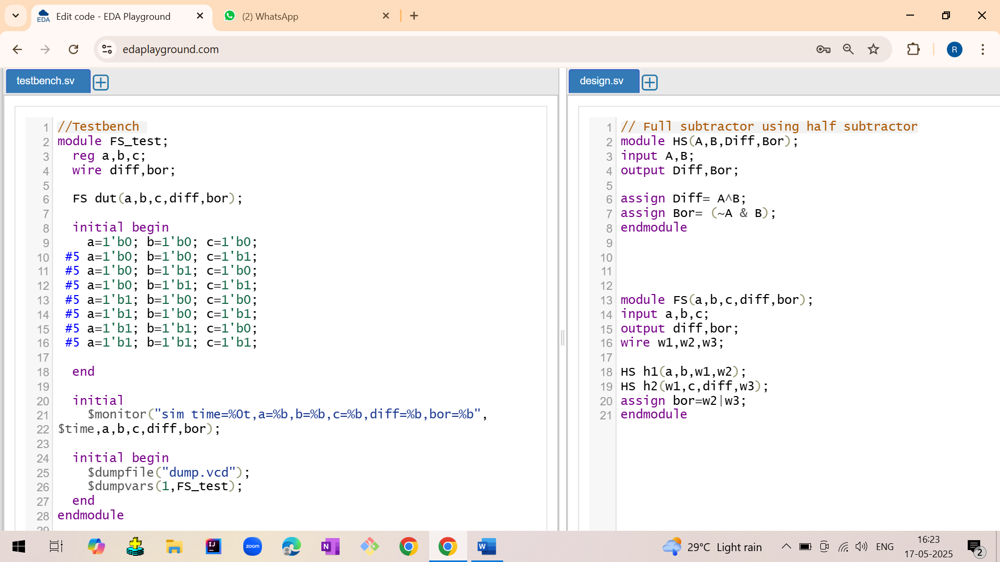 EDA
Edit code - EDA Playground
(2) WhatsApp
edaplayground.com
R
testbench.sv
1 //Testbench
2 module FS_test;
3 reg a,b,c;
4 wire diff,bor;
5
6 FS dut(a,b,c,diff,bor);
7
8 initial begin
9 a=1'b0; b=1'b0; c=1'b0;
10 #5 a=1'b0; b=1'b0; c=1'b1;
11 #5 a=1'b0; b=1'b1; c=1'b0;
12 #5 a=1'b0; b=1'b1; c=1'b1;
13 #5 a=1'b1; b=1'b0; c=1'b0;
14 #5 a=1'b1; b=1'b0; c=1'b1;
15 #5 a=1'b1; b=1'b1; c=1'b0;
16 #5 a=1'b1; b=1'b1; c=1'b1;
17
18 end
19
20 initial
21 $monitor("sim time=%0t,a=%b,b=%b,c=%b,diff=%b,bor=%b",
22 $time,a,b,c,diff,bor);
23
24 initial begin
25 $dumpfile("dump.vcd");
26 $dumpvars(1,FS_test);
27 end
28 endmodule
29
design.sv
1 // Full subtractor using half subtractor
2 module HS(A,B,Diff,Bor);
3 input A,B;
4 output Diff,Bor;
5
6 assign Diff= A^B;
7 assign Bor= (~A & B);
8 endmodule
9
10
11
12
13 module FS(a,b,c,diff,bor);
14 input a,b,c;
15 output diff,bor;
16 wire w1,w2,w3;
17
18 HS h1(a,b,w1,w2);
19 HS h2(w1,c,diff,w3);
20 assign bor=w2|w3;
21 endmodule
IJ
zoom
N
W
29°C Light rain
ENG
16:23
17-05-2025
2